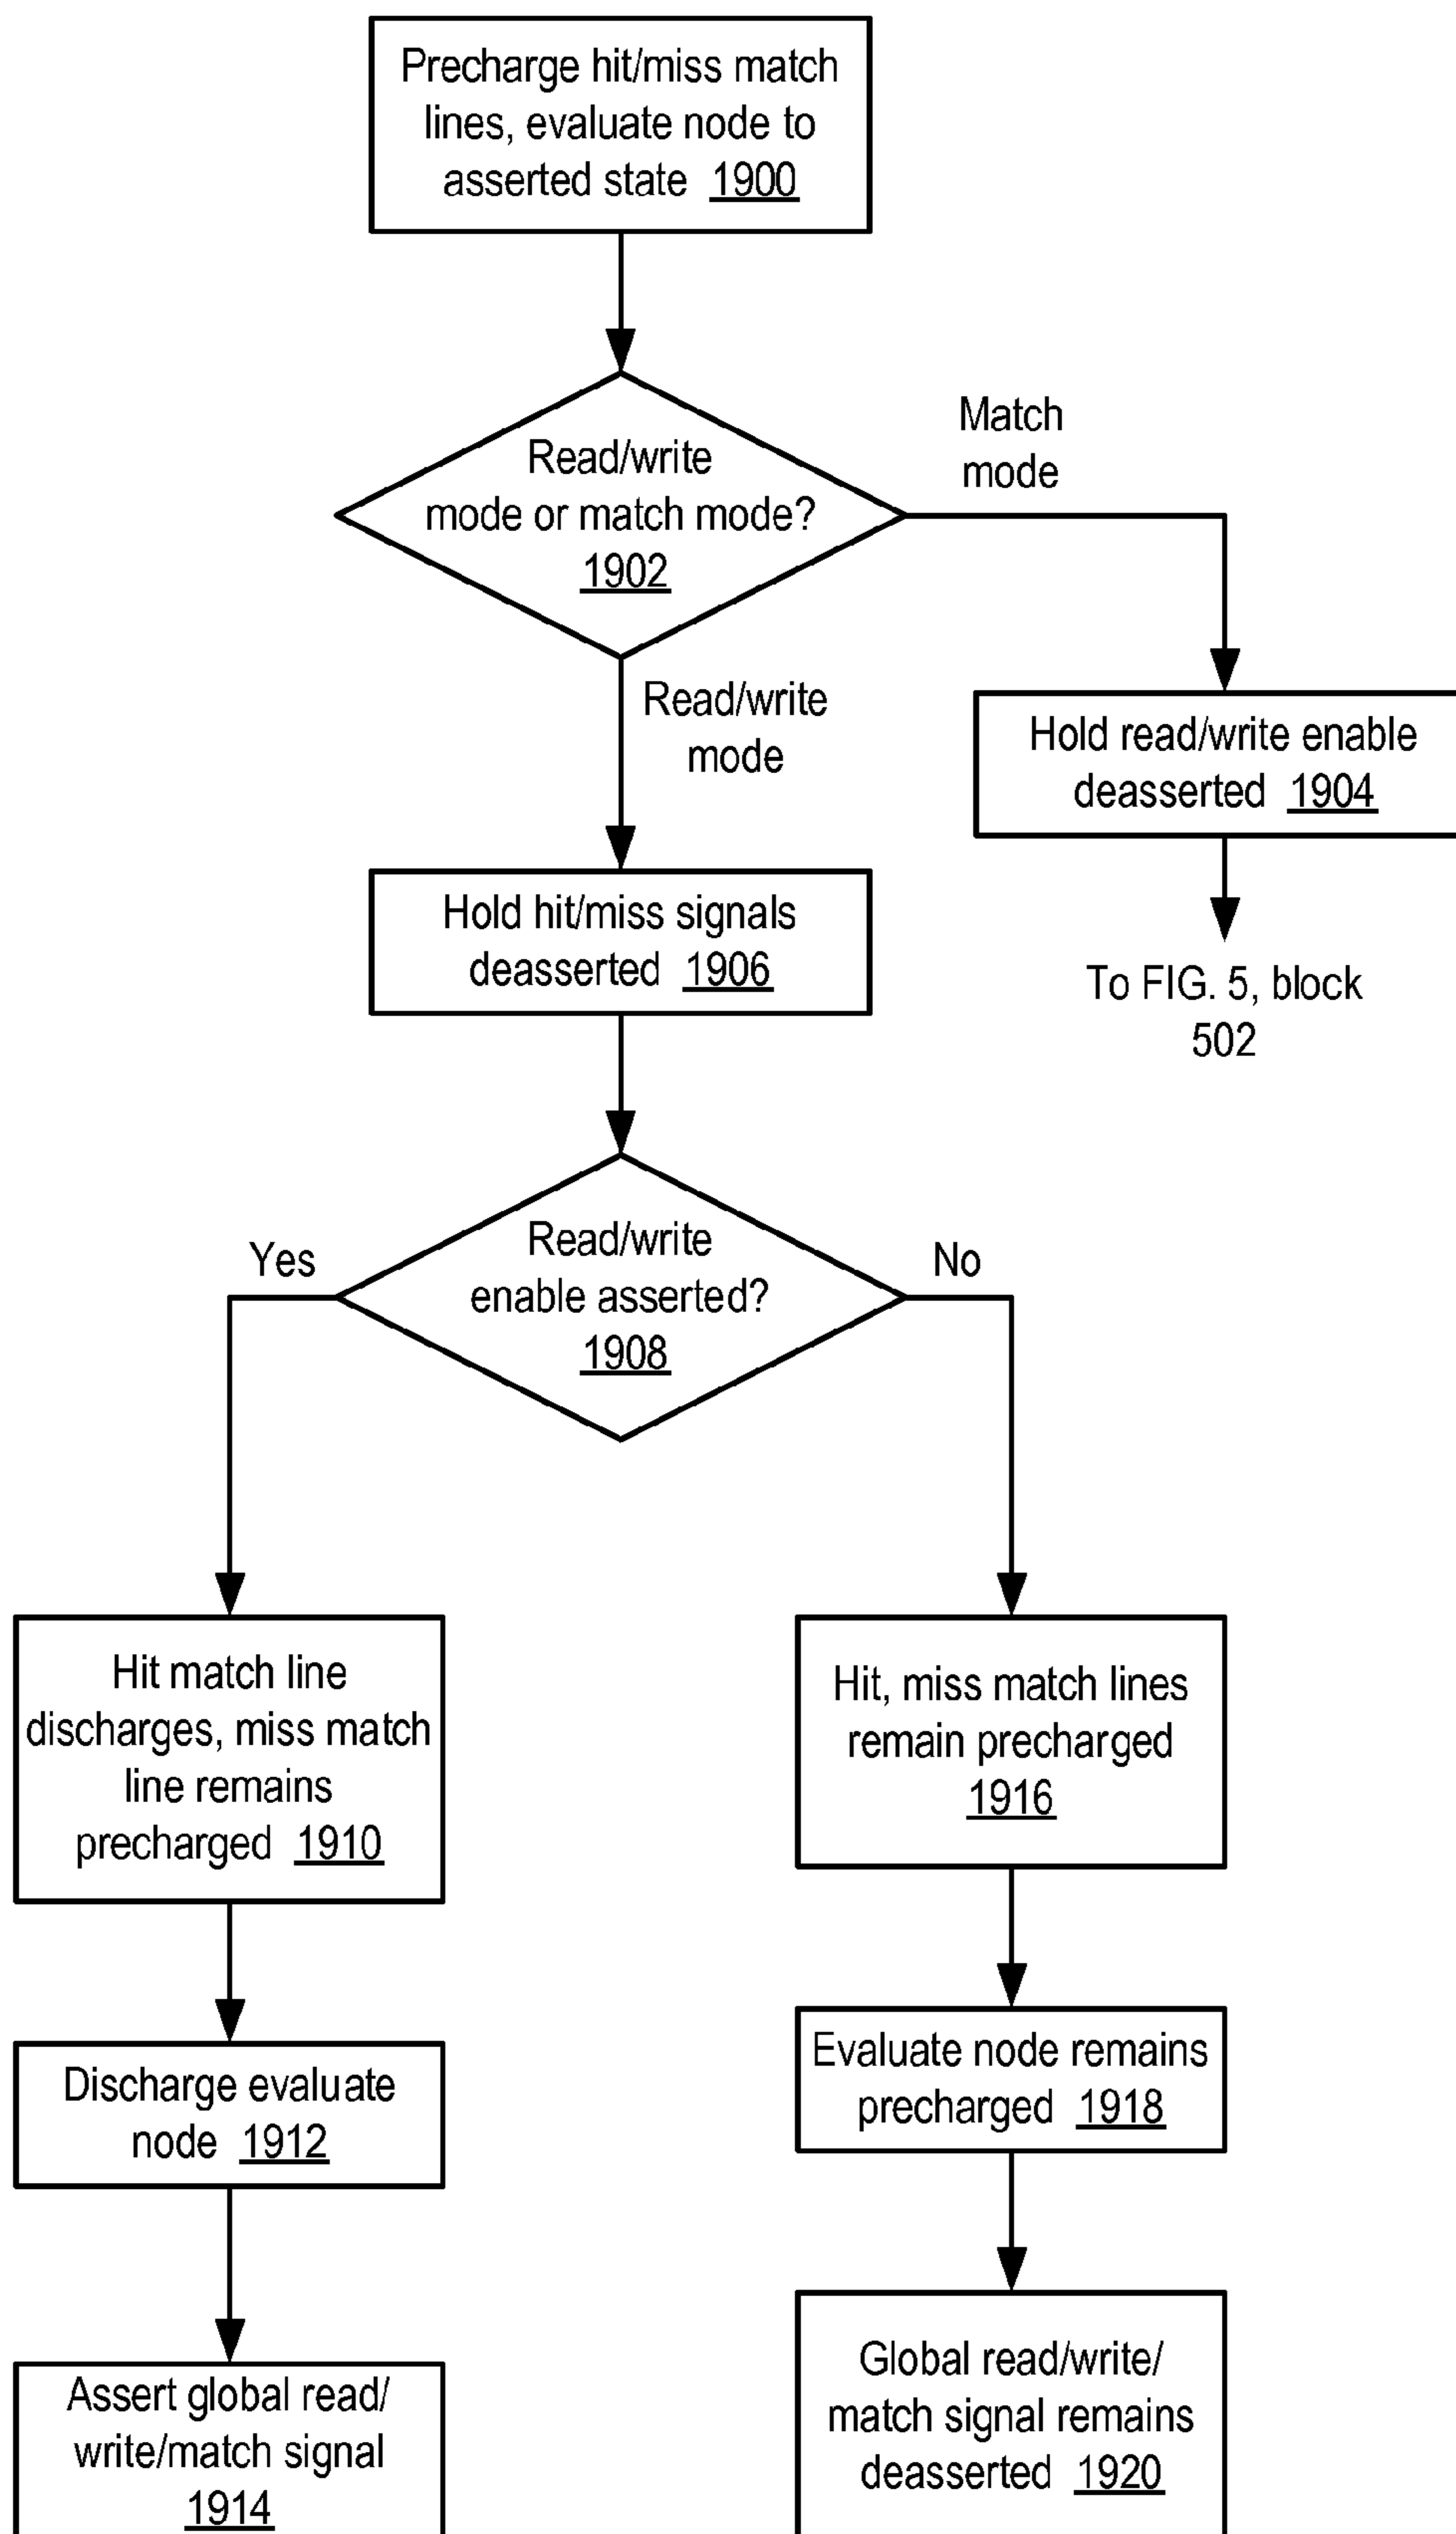 Precharge hit/miss match
lines, evaluate node to
asserted state 1900
Read/write
mode or match mode?
1902
Match
mode
Read/write
mode
Hold read/write enable
deasserted 1904
Hold hit/miss signals
deasserted 1906
To FIG. 5, block
502
Read/write
enable asserted?
1908
Yes
No
Hit match line
discharges, miss match
line remains
precharged 1910
Hit, miss match lines
remain precharged
1916
Discharge evaluate
node 1912
Evaluate node remains
precharged 1918
Assert global read/
write/match signal
1914
Global read/write/
match signal remains
deasserted 1920